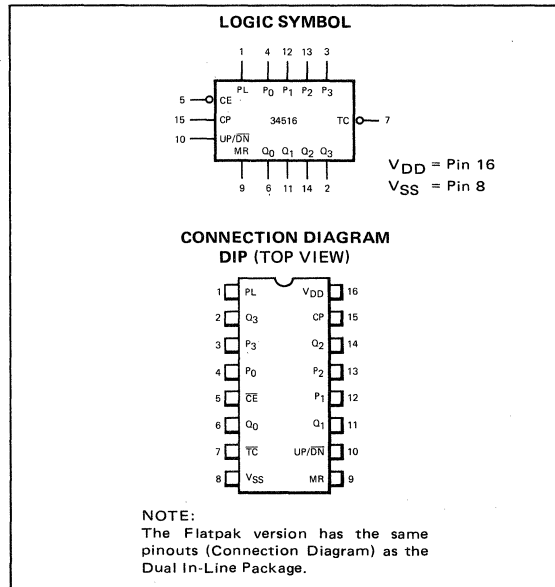 LOGIC SYMBOL
1 4 12 13 3
PL P0 P1 P2 P3
5 CE
15 CP 34516 TC 7
10 UP/D̅N̅
MR Q0 Q1 Q2 Q3
9 6 11 14 2
VDD = Pin 16
VSS = Pin 8
CONNECTION DIAGRAM
DIP (TOP VIEW)
1 PL VDD 16
2 Q3 CP 15
3 P3 Q2 14
4 P0 P2 13
5 C̅E̅ P1 12
6 Q0 Q1 11
7 T̅C̅ UP/D̅N̅ 10
8 VSS MR 9
NOTE:
The Flatpak version has the same
pinouts (Connection Diagram) as the
Dual In-Line Package.